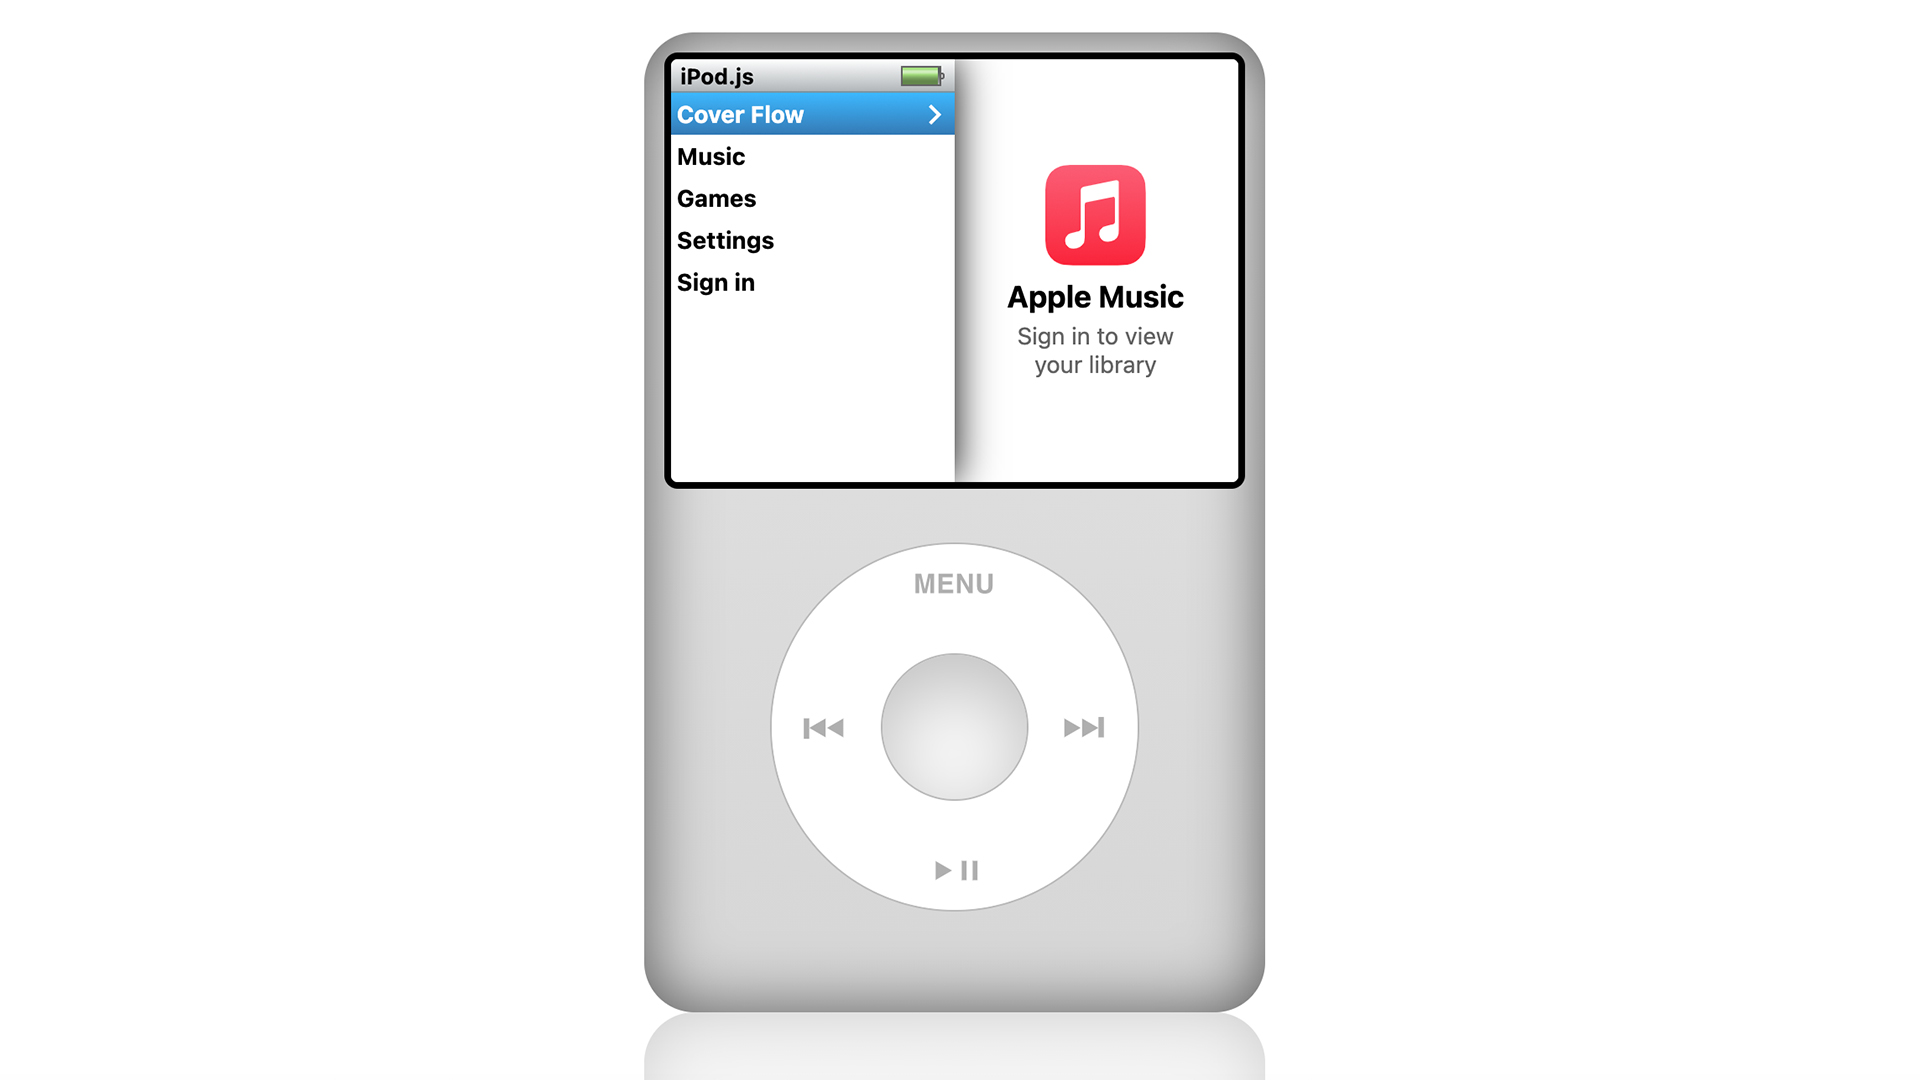 iPod.js
Cover Flow
Music
Games
Settings
Sign in
Apple Music
Sign in to view
your library
MENU